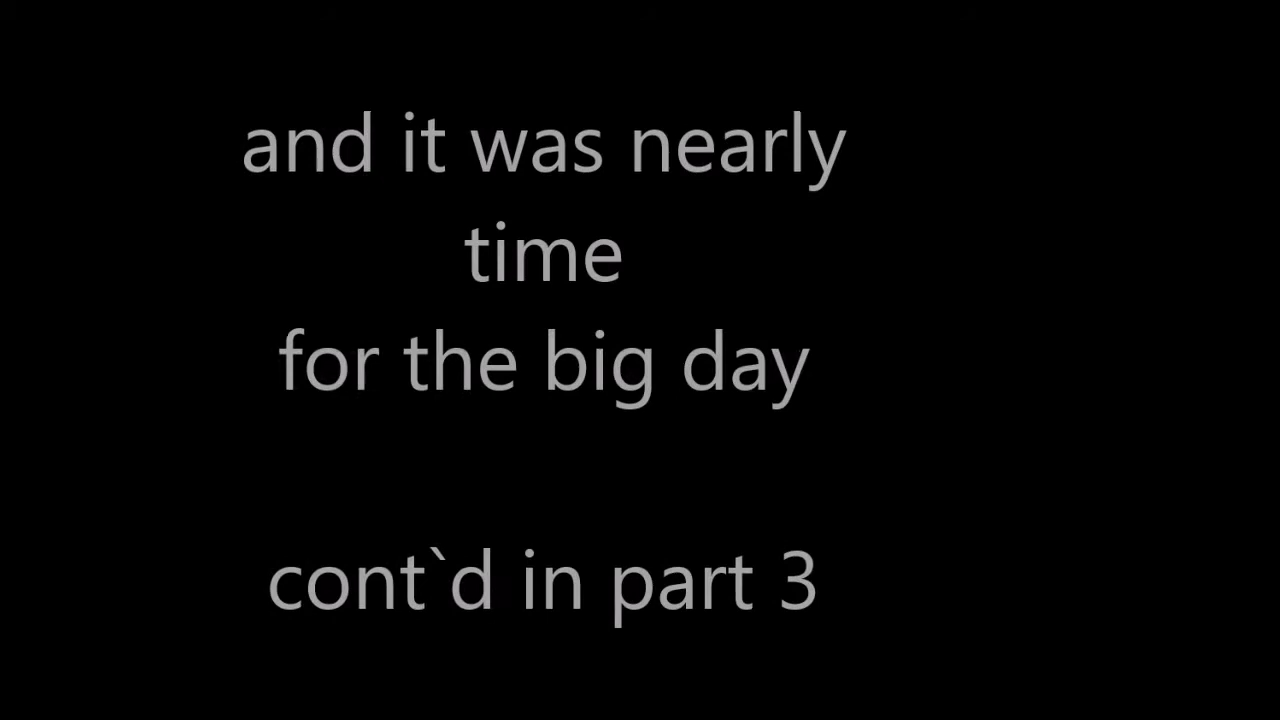 and it was nearly
time
for the big day
cont`d in part 3